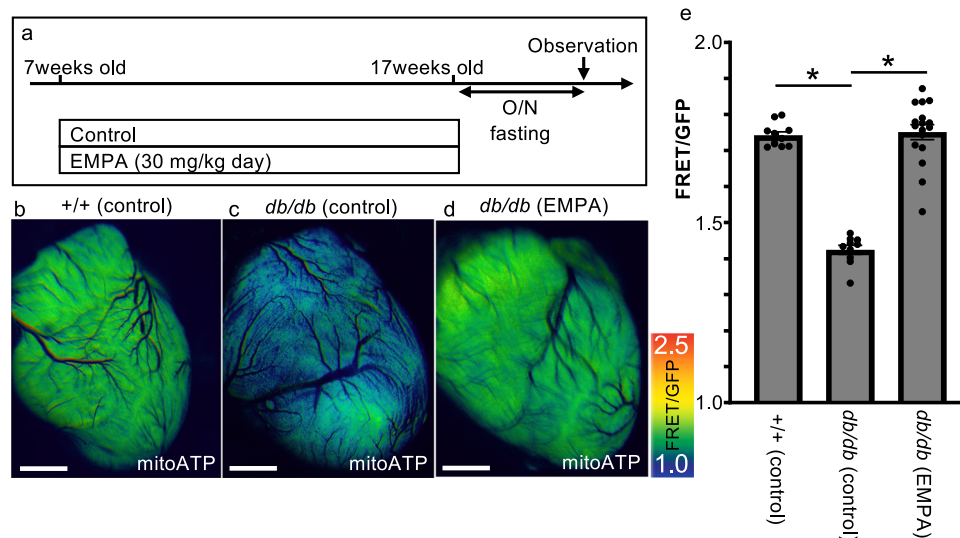 a
Observation
7weeks old
17weeks old
O/N
fasting
Control
EMPA (30 mg/kg day)
b
+/+ (control)
c
db/db (control)
d
db/db (EMPA)
mitoATP
mitoATP
mitoATP
2.5
FRET/GFP
1.0
e
2.0
*
*
FRET/GFP
1.5
1.0
+/+ (control)
db/db (control)
db/db (EMPA)